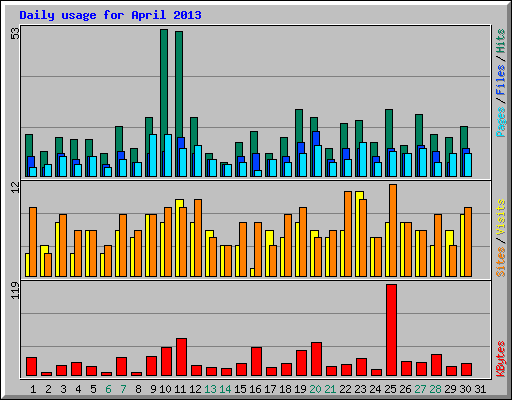 Daily usage for April 2013
53
Pages / Files / Hits
12
Sites / Visits
119
KBytes
1 2 3 4 5 6 7 8 9 10 11 12 13 14 15 16 17 18 19 20 21 22 23 24 25 26 27 28 29 30 31